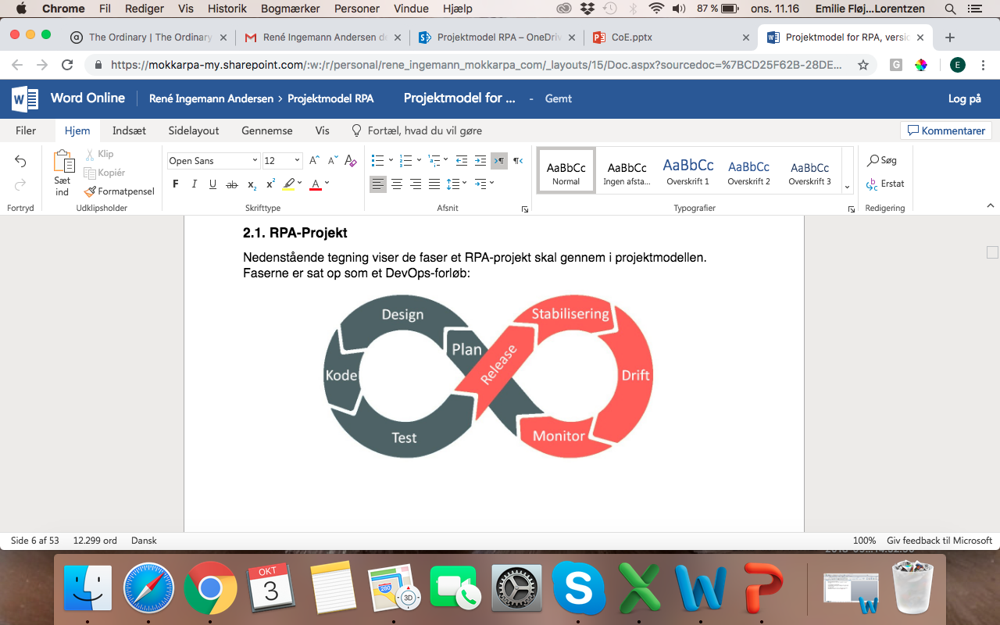 Chrome Fil Rediger Vis Historik Bogmærker Personer Vindue Hjælp 87 % ons. 11.16 Emilie Fløj...Lorentzen
The Ordinary | The Ordinary
René Ingemann Andersen de
Projektmodel RPA – OneDriv
CoE.pptx
Projektmodel for RPA, versio
https://mokkarpa-my.sharepoint.com/:w:/r/personal/rene_ingemann_mokkarpa_com/_layouts/15/Doc.aspx?sourcedoc=%7BCD25F62B-28DE...
G
E
W
Word Online René Ingemann Andersen > Projektmodel RPA Projektmodel for ... - Gemt Log på
Filer Hjem Indsæt Sidelayout Gennemse Vis Fortæl, hvad du vil gøre Kommentarer
Sæt ind
Klip
Kopiér
Formatpensel
Open Sans 12
F I U ab x₂ x² A
AaBbCc Normal
AaBbCc Ingen afsta...
AaBbCc Overskrift 1
AaBbCc Overskrift 2
AaBbCc Overskrift 3
Søg
Erstat
Fortryd Udklipsholder Skrifttype Afsnit Typografier Redigering
2.1. RPA-Projekt
Nedenstående tegning viser de faser et RPA-projekt skal gennem i projektmodellen.
Faserne er sat op som et DevOps-forløb:
Design
Stabilisering
Plan
Release
Kode
Drift
Test
Monitor
Side 6 af 53 12.299 ord Dansk 100% Giv feedback til Microsoft
OKT
3
280
3D
S
W